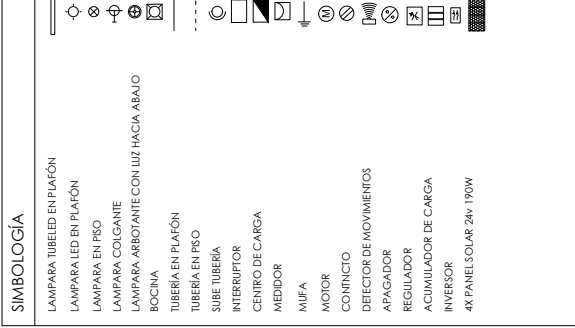 SIMBOLOGÍA
LAMPARA TUBELED EN PLAFÓN
LAMPARA LED EN PLAFÓN
LAMPARA EN PISO
LAMPARA COLGANTE
LAMPARA ARBOTANTE CON LUZ HACIA ABAJO
BOCINA
TUBERÍA EN PLAFÓN
TUBERÍA EN PISO
SUBE TUBERÍA
INTERRUPTOR
CENTRO DE CARGA
MEDIDOR
MUFA
MOTOR
M
CONTNCTO
DETECTOR DE MOVIMIENTOS
APAGADOR
REGULADOR
ACUMULADOR DE CARGA
INVERSOR
4X PANEL SOLAR 24v 190W